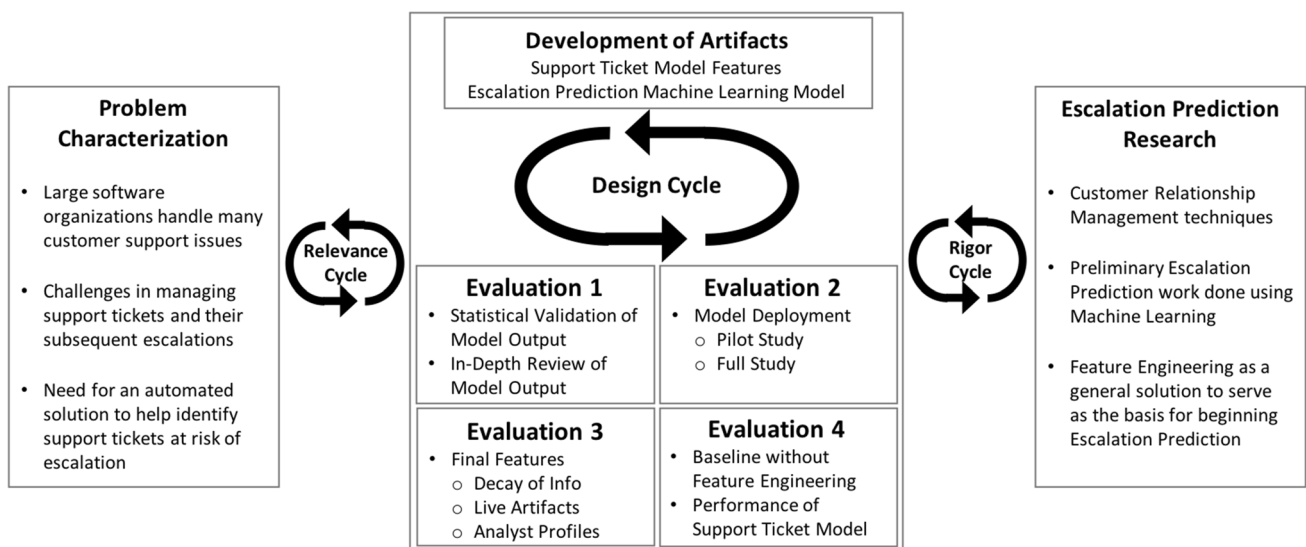 Problem
Characterization
• Large software
organizations handle many
customer support issues
• Challenges in managing
support tickets and their
subsequent escalations
• Need for an automated
solution to help identify
support tickets at risk of
escalation
Relevance
Cycle
Development of Artifacts
Support Ticket Model Features
Escalation Prediction Machine Learning Model
Design Cycle
Evaluation 1
• Statistical Validation of
Model Output
• In-Depth Review of
Model Output
Evaluation 2
• Model Deployment
o Pilot Study
o Full Study
Evaluation 3
• Final Features
o Decay of Info
o Live Artifacts
o Analyst Profiles
Evaluation 4
• Baseline without
Feature Engineering
• Performance of
Support Ticket Model
Rigor
Cycle
Escalation Prediction
Research
• Customer Relationship
Management techniques
• Preliminary Escalation
Prediction work done using
Machine Learning
• Feature Engineering as a
general solution to serve
as the basis for beginning
Escalation Prediction